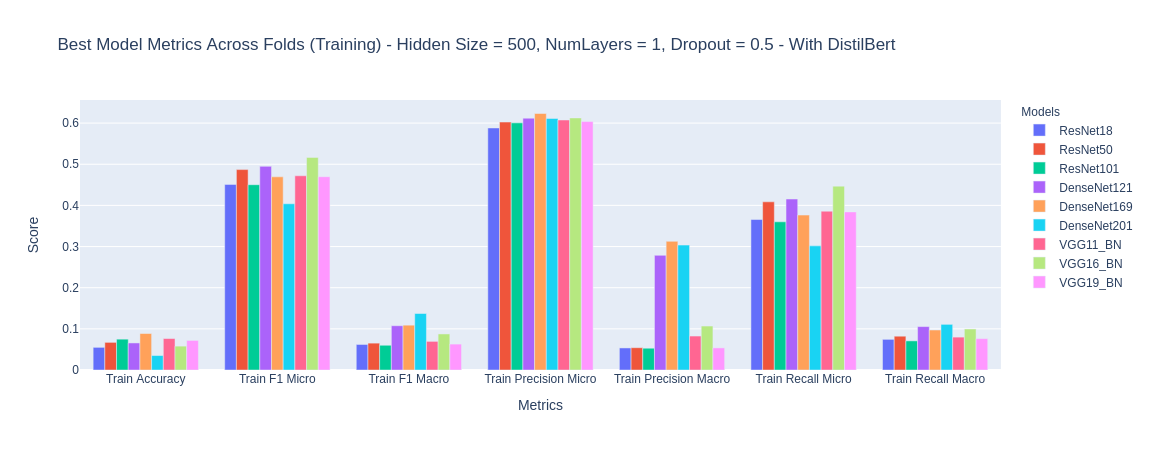 Best Model Metrics Across Folds (Training) - Hidden Size = 500, NumLayers = 1, Dropout = 0.5 - With DistilBert
Models
ResNet18
ResNet50
ResNet101
DenseNet121
DenseNet169
DenseNet201
VGG11_BN
VGG16_BN
VGG19_BN
Score
0.6
0.5
0.4
0.3
0.2
0.1
0
Train Accuracy
Train F1 Micro
Train F1 Macro
Train Precision Micro
Train Precision Macro
Train Recall Micro
Train Recall Macro
Metrics